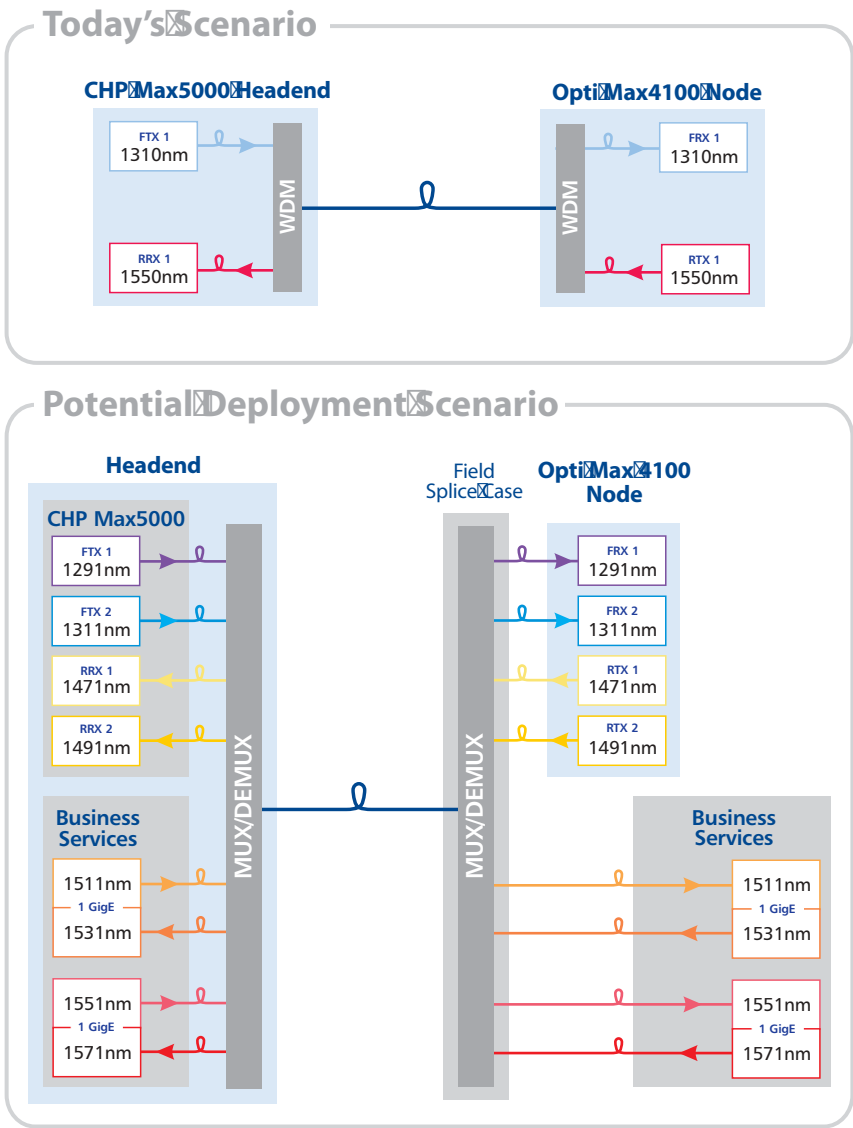 Today's Scenario
CHP Max5000 Headend
Opti Max4100 Node
FTX 1
1310nm
WDM
RRX 1
1550nm
WDM
FRX 1
1310nm
RTX 1
1550nm
Potential Deployment Scenario
Headend
CHP Max5000
FTX 1
1291nm
FTX 2
1311nm
RRX 1
1471nm
RRX 2
1491nm
Business
Services
1511nm
1 GigE
1531nm
1551nm
1 GigE
1571nm
MUX/DEMUX
Field
Splice Case
MUX/DEMUX
Opti Max 4100
Node
FRX 1
1291nm
FRX 2
1311nm
RTX 1
1471nm
RTX 2
1491nm
Business
Services
1511nm
1 GigE
1531nm
1551nm
1 GigE
1571nm